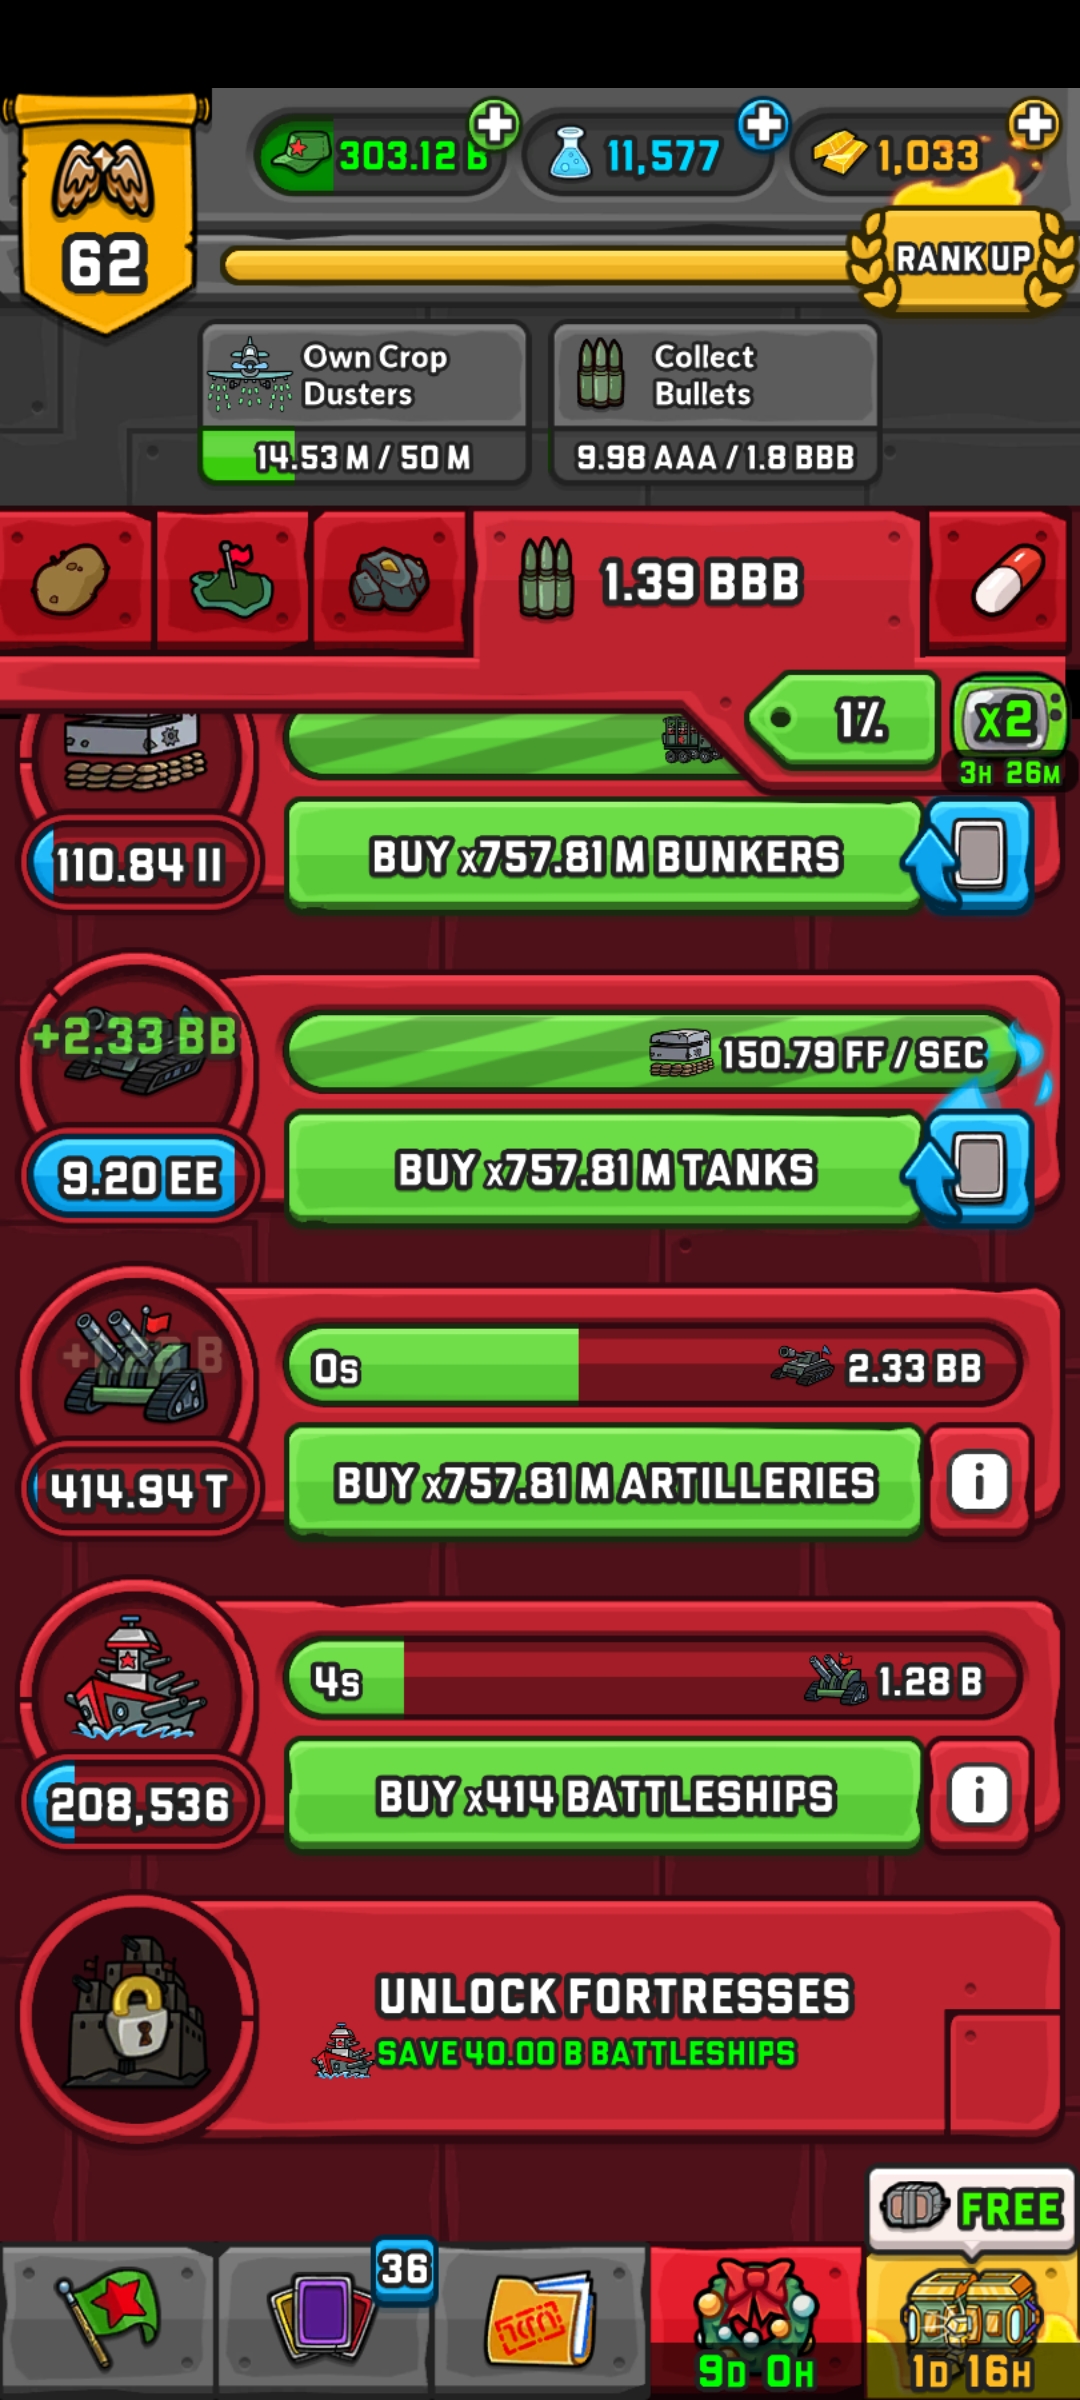 303.12 B
11,577
1,033
62
RANK UP
Own Crop
Dusters
Collect
Bullets
14.53 M / 50 M
9.98 AAA / 1.8 BBB
1.39 BBB
1%
x2
3H 26M
110.84 II
BUY x757.81 M BUNKERS
+2.33 BB
150.79 FF / SEC
9.20 EE
BUY x757.81 M TANKS
0s
2.33 BB
414.94 T
BUY x757.81 M ARTILLERIES
i
4s
1.28 B
208,536
BUY x414 BATTLESHIPS
i
UNLOCK FORTRESSES
SAVE 40.00 B BATTLESHIPS
FREE
36
9D 0H
1D 16H